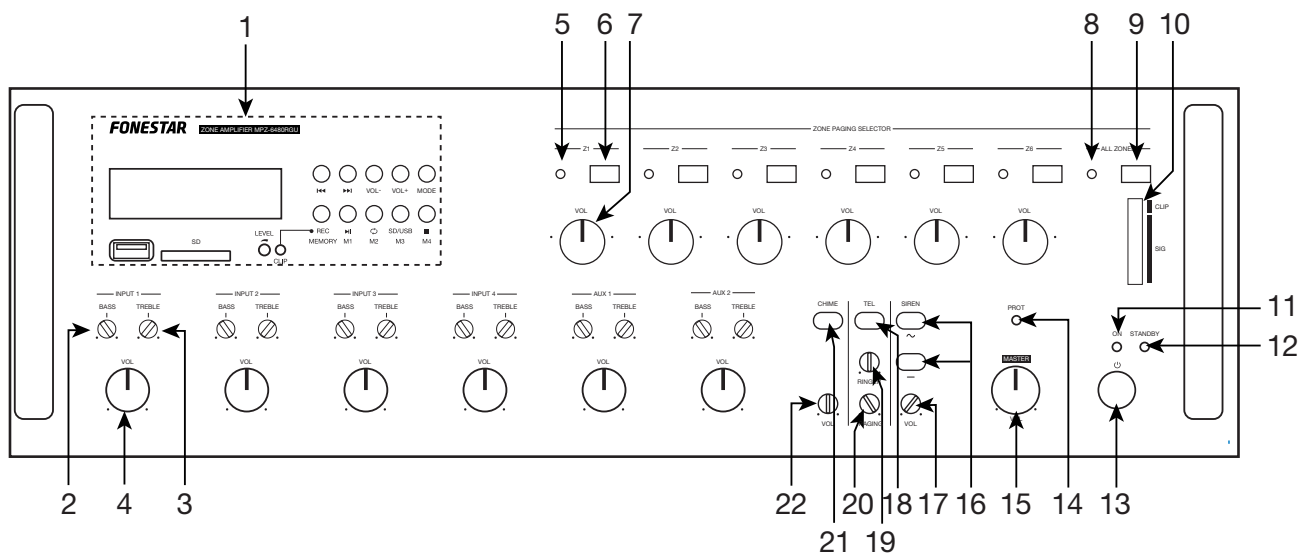 1
5 6 7 8 9 10
FONESTAR ZONE AMPLIFIER MPZ-6480RGU
ZONE PAGING SELECTOR
Z1 Z2 Z3 Z4 Z5 Z6 ALL ZONE
VOL- VOL+ MODE
REC SD/USB
MEMORY M1 M2 M3 M4
SD LEVEL
CLIP
VOL VOL VOL VOL VOL VOL
CLIP
SIG
INPUT 1 INPUT 2 INPUT 3 INPUT 4 AUX 1 AUX 2
BASS TREBLE BASS TREBLE BASS TREBLE BASS TREBLE BASS TREBLE BASS TREBLE
CHIME TEL SIREN
PROT
ON STANDBY
11
12
VOL VOL VOL VOL VOL VOL
MASTER
VOL VOL
2 4 3
22 20 18 17 16 15 14 13
21 19